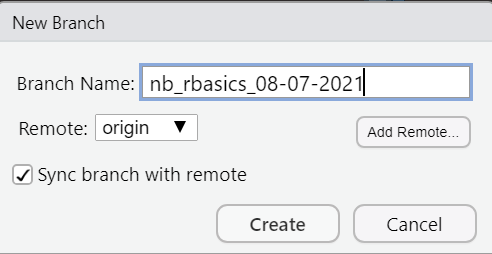 New Branch
Branch Name: nb_rbasics_08-07-2021
Remote: origin ▼ Add Remote...
✓ Sync branch with remote
Create Cancel